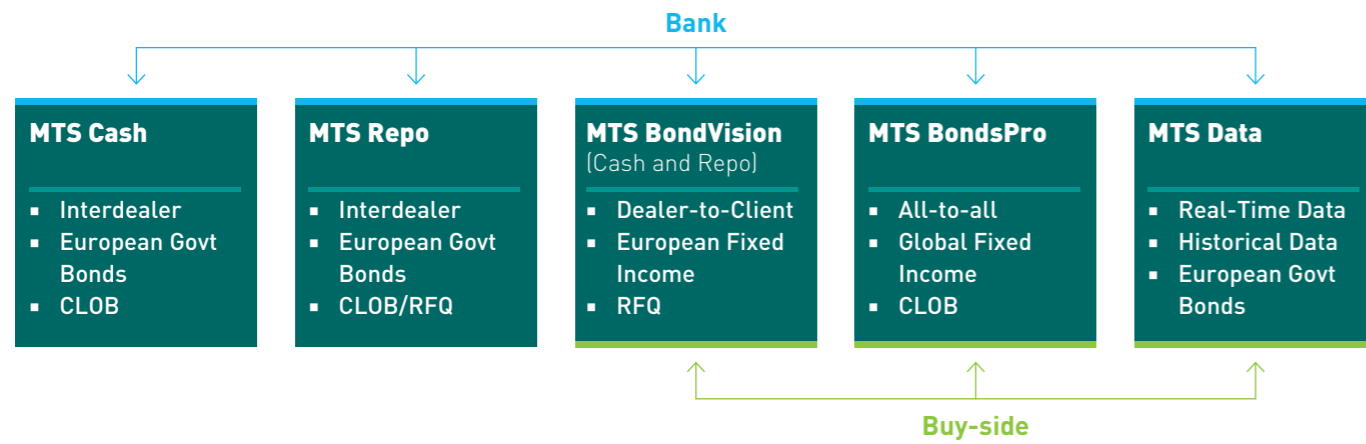 Bank
MTS Cash
▪ Interdealer
▪ European Govt
Bonds
▪ CLOB
MTS Repo
▪ Interdealer
▪ European Govt
Bonds
▪ CLOB/RFQ
MTS BondVision
(Cash and Repo)
▪ Dealer-to-Client
▪ European Fixed
Income
▪ RFQ
MTS BondsPro
▪ All-to-all
▪ Global Fixed
Income
▪ CLOB
MTS Data
▪ Real-Time Data
▪ Historical Data
▪ European Govt
Bonds
Buy-side